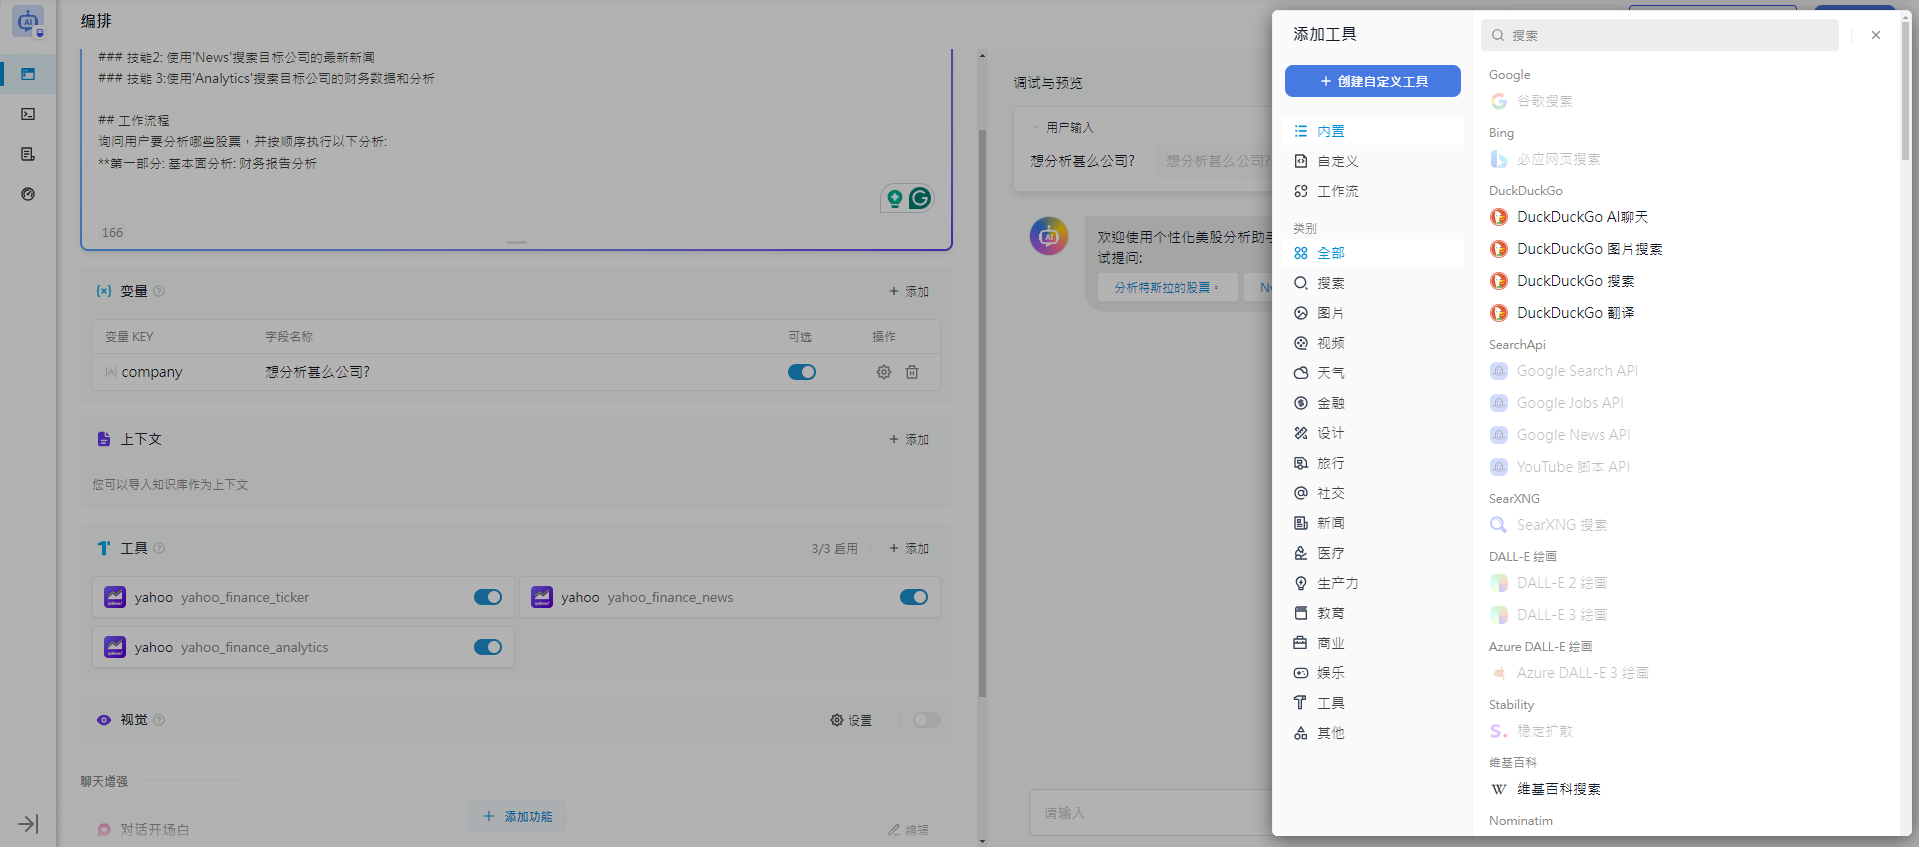 编排
### 技能2: 使用'News'搜索目标公司的最新新闻
### 技能 3:使用'Analytics'搜索目标公司的财务数据和分析
## 工作流程
询问用户要分析哪些股票，并按顺序执行以下分析:
**第一部分: 基本面分析: 财务报告分析
166
变量
添加
变量 KEY
字段名称
可选
操作
company
想分析甚么公司?
上下文
添加
您可以导入知识库作为上下文
工具
3/3 启用
添加
yahoo yahoo_finance_ticker
yahoo yahoo_finance_news
yahoo yahoo_finance_analytics
视觉
设置
聊天增强
添加功能
对话开场白
编辑
调试与预览
用户输入
想分析甚么公司?
想分析甚么公司?
欢迎使用个性化美股分析助手
试提问:
分析特斯拉的股票。
请输入
添加工具
创建自定义工具
内置
自定义
工作流
类别
全部
搜索
图片
视频
天气
金融
设计
旅行
社交
新闻
医疗
生产力
教育
商业
娱乐
工具
其他
搜索
Google
谷歌搜索
Bing
必应网页搜索
DuckDuckGo
DuckDuckGo AI聊天
DuckDuckGo 图片搜索
DuckDuckGo 搜索
DuckDuckGo 翻译
SearchApi
Google Search API
Google Jobs API
Google News API
YouTube 脚本 API
SearXNG
SearXNG 搜索
DALL-E 绘画
DALL-E 2 绘画
DALL-E 3 绘画
Azure DALL-E 绘画
Azure DALL-E 3 绘画
Stability
稳定扩散
维基百科
维基百科搜索
Nominatim